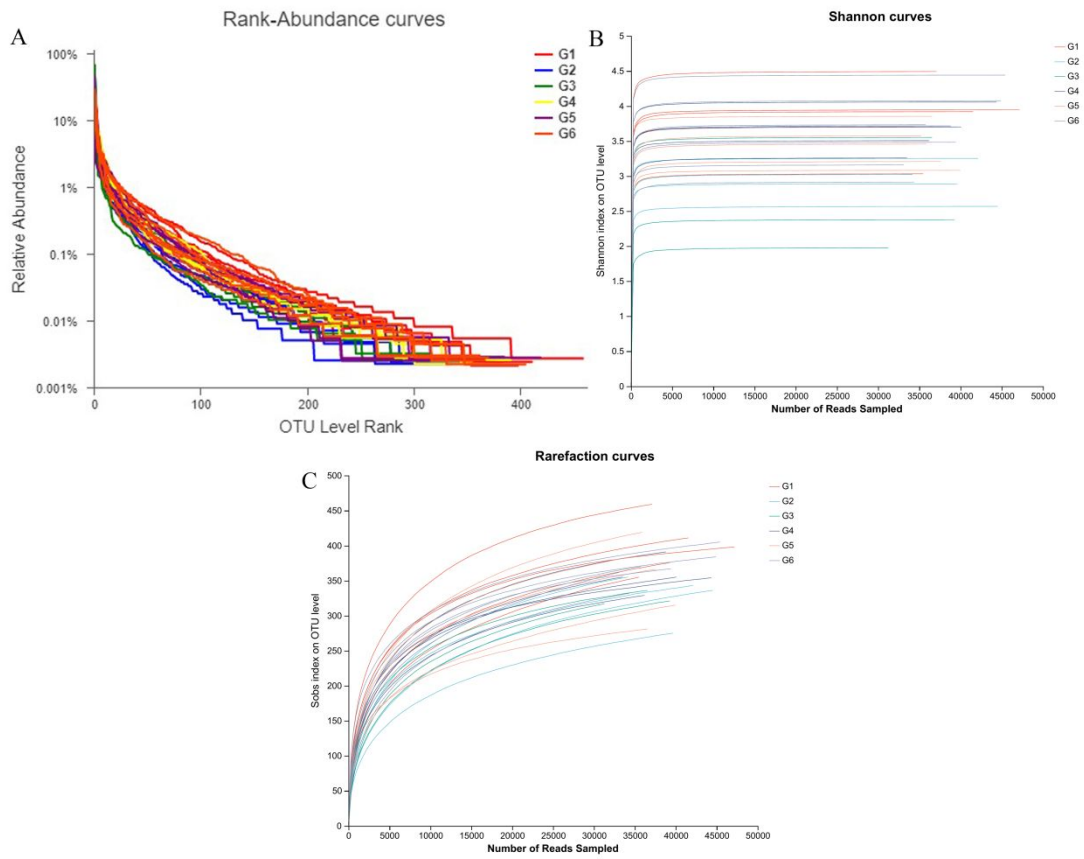 A
Rank-Abundance curves
Relative Abundance
100%
10%
1%
0.1%
0.01%
0.001%
0
100
200
300
400
OTU Level Rank
G1
G2
G3
G4
G5
G6
B
Shannon curves
Shannon index on OTU level
5
4.5
4
3.5
3
2.5
2
1.5
1
0.5
0
0
5000
10000
15000
20000
25000
30000
35000
40000
45000
50000
Number of Reads Sampled
G1
G2
G3
G4
G5
G6
C
Rarefaction curves
Sobs index on OTU level
500
450
400
350
300
250
200
150
100
50
0
0
5000
10000
15000
20000
25000
30000
35000
40000
45000
50000
Number of Reads Sampled
G1
G2
G3
G4
G5
G6